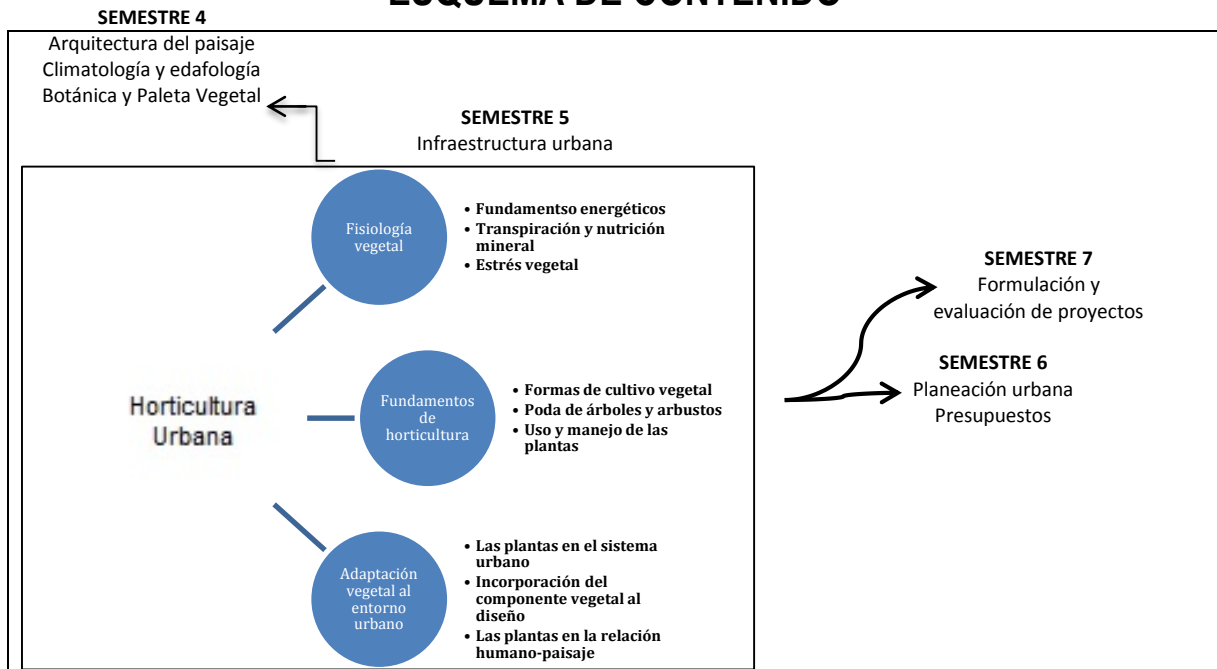 ESQUEMA DE CONTENIDO
SEMESTRE 4
Arquitectura del paisaje
Climatología y edafología
Botánica y Paleta Vegetal
SEMESTRE 5
Infraestructura urbana
Fisiología
vegetal
• Fundamentso energéticos
• Transpiración y nutrición
mineral
• Estrés vegetal
Horticultura
Urbana
Fundamentos
de
horticultura
• Formas de cultivo vegetal
• Poda de árboles y arbustos
• Uso y manejo de las
plantas
Adaptación
vegetal al
entorno
urbano
• Las plantas en el sistema
urbano
• Incorporación del
componente vegetal al
diseño
• Las plantas en la relación
humano-paisaje
SEMESTRE 7
Formulación y
evaluación de proyectos
SEMESTRE 6
Planeación urbana
Presupuestos